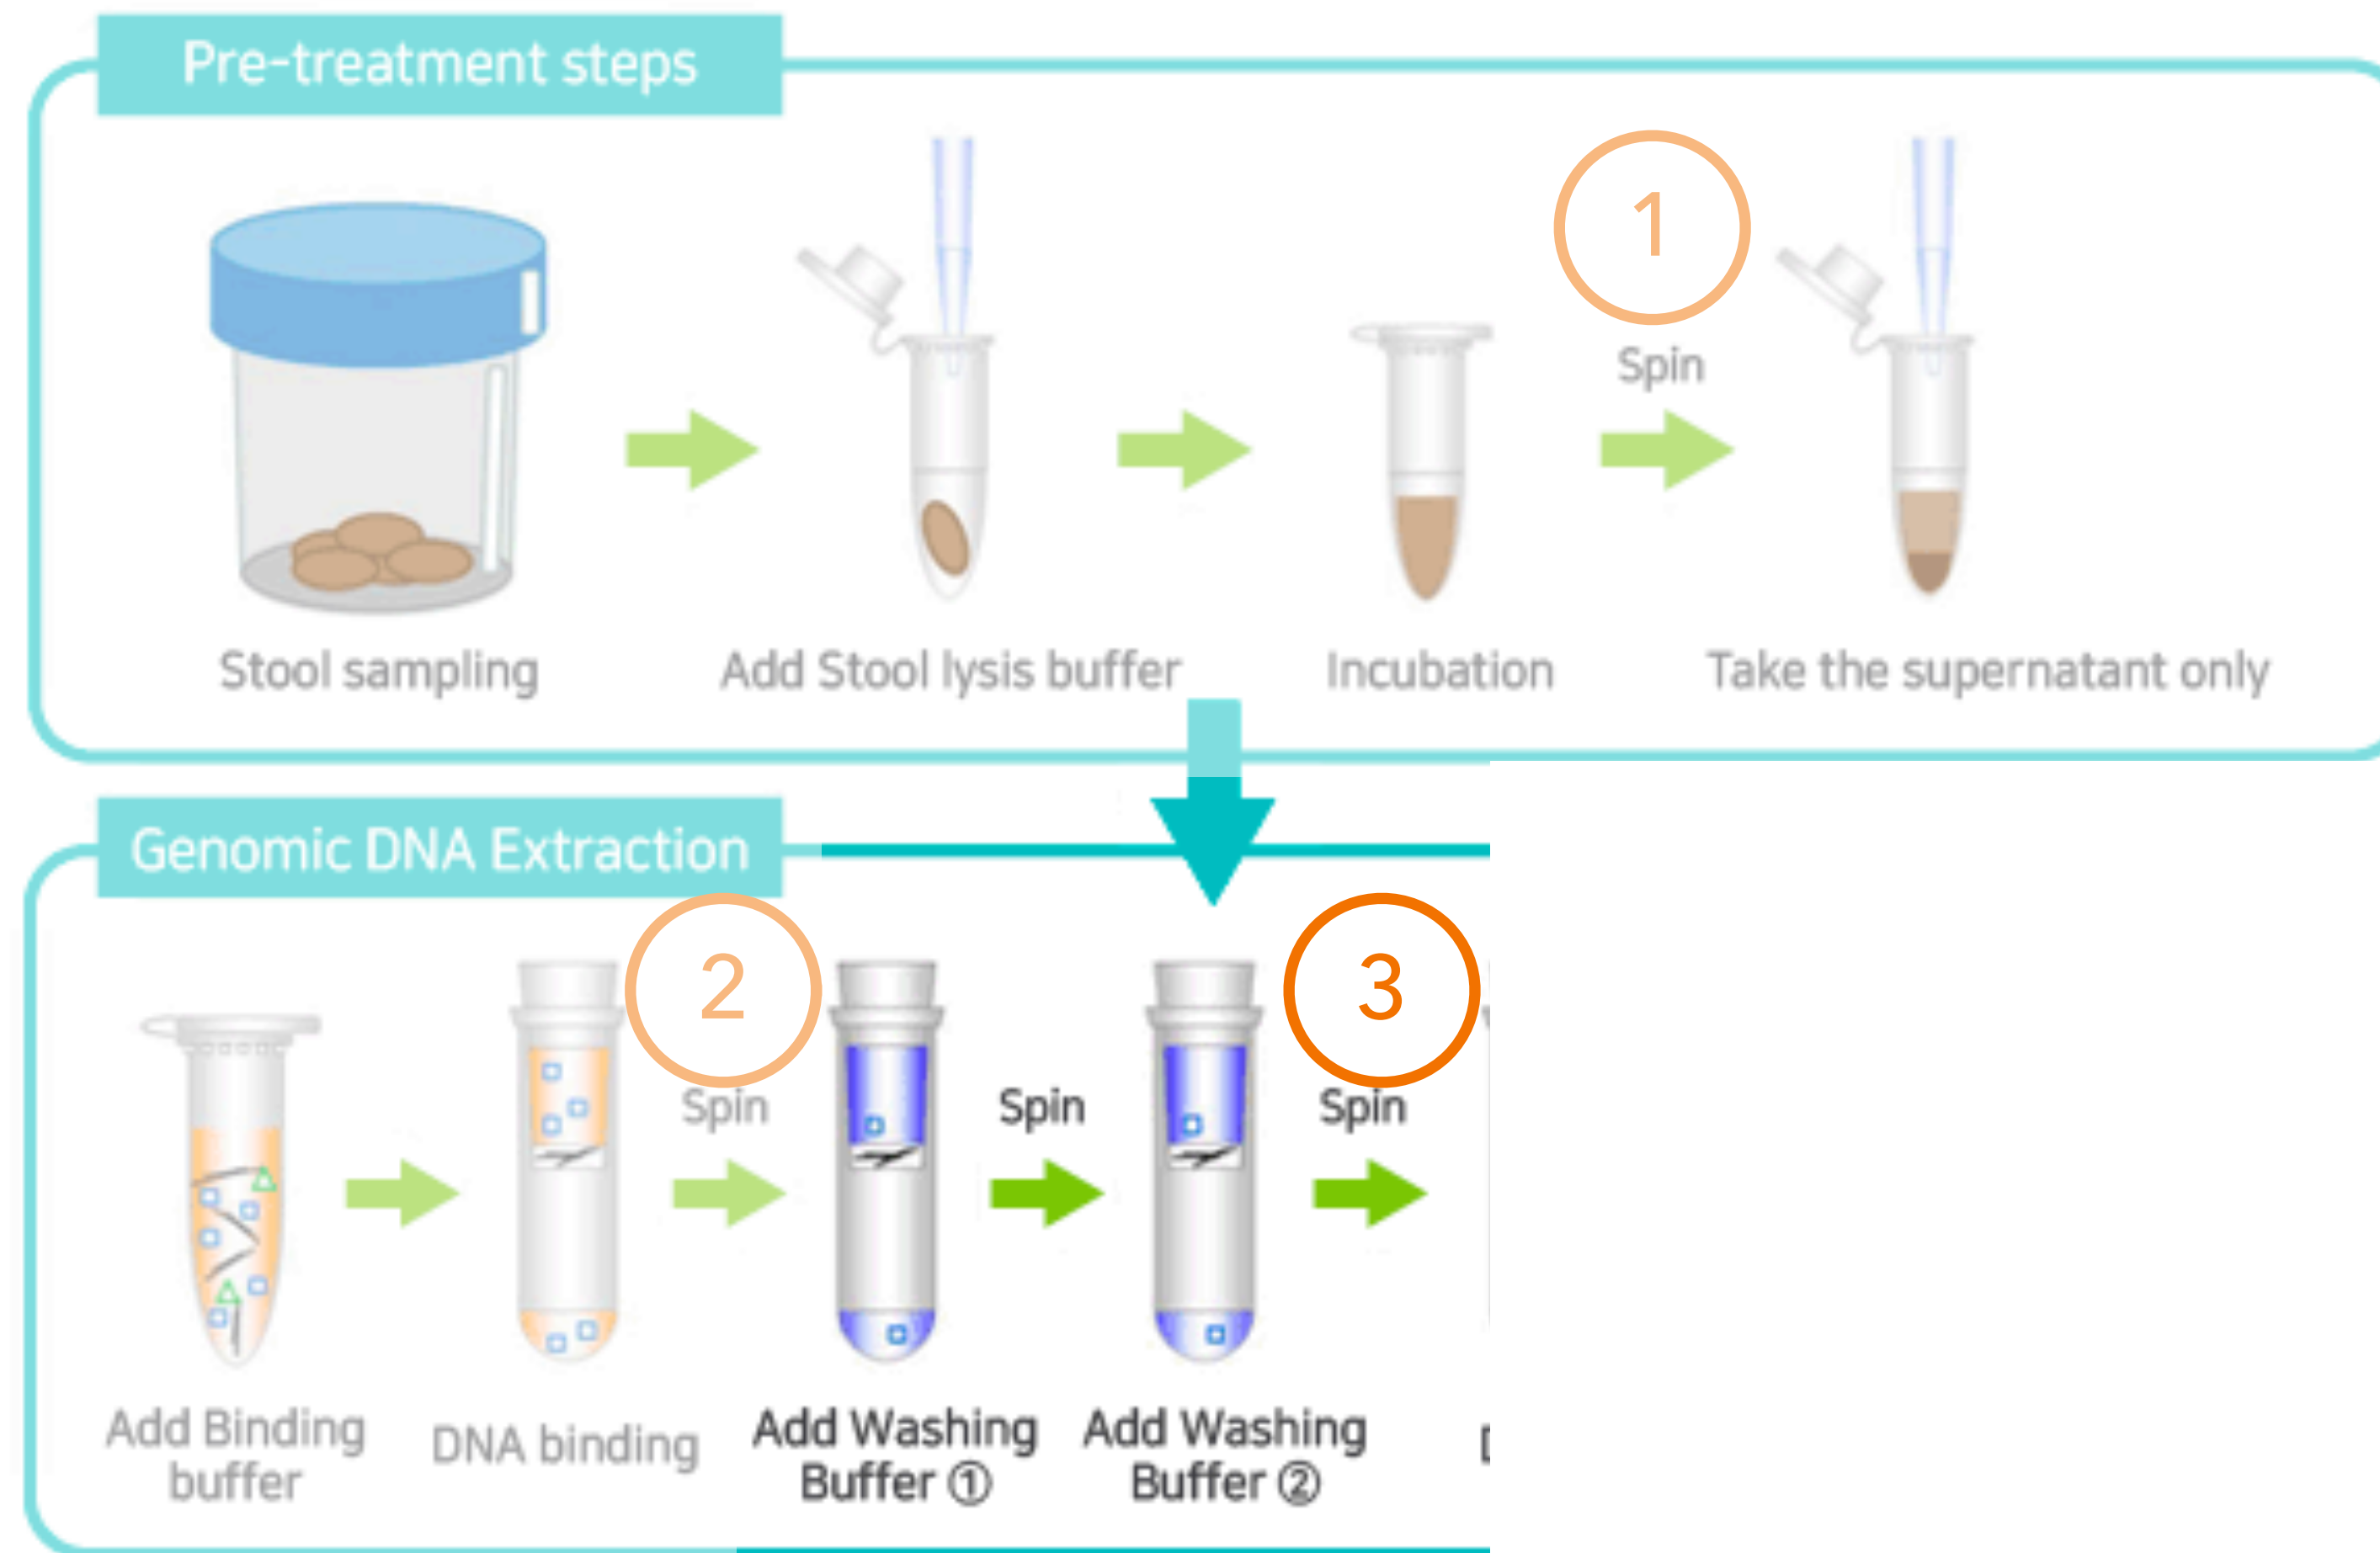 Pre-treatment steps
1
Spin
Stool sampling
Add Stool lysis buffer
Incubation
Take the supernatant only
Genomic DNA Extraction
2
3
Spin
Spin
Spin
Add Binding
buffer
DNA binding
Add Washing
Buffer ①
Add Washing
Buffer ②